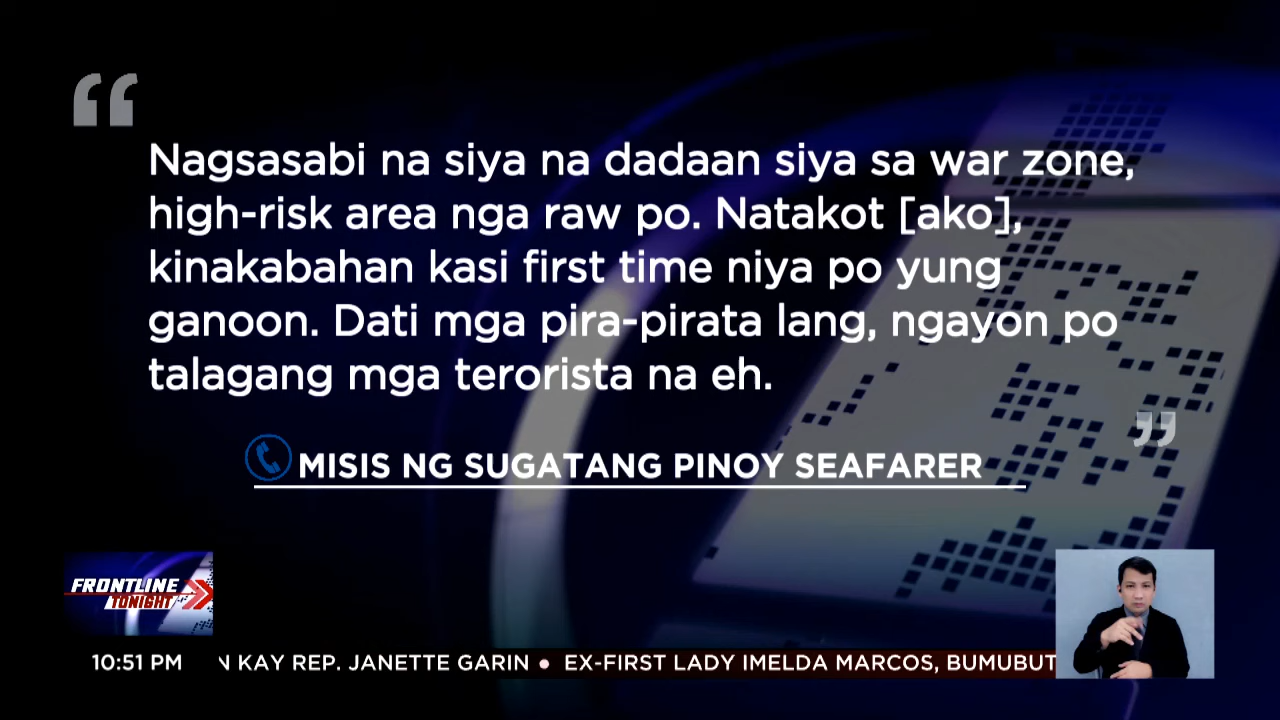 Nagsasabi na siya na dadaan siya sa war zone,
high-risk area nga raw po. Natakot [ako],
kinakabahan kasi first time niya po yung
ganoon. Dati mga pira-pirata lang, ngayon po
talagang mga terorista na eh.
MISIS NG SUGATANG PINOY SEAFARER
FRONTLINE
TONIGHT
10:51 PM
KAY REP. JANETTE GARIN • EX-FIRST LADY IMELDA MARCOS, BUMUBUT